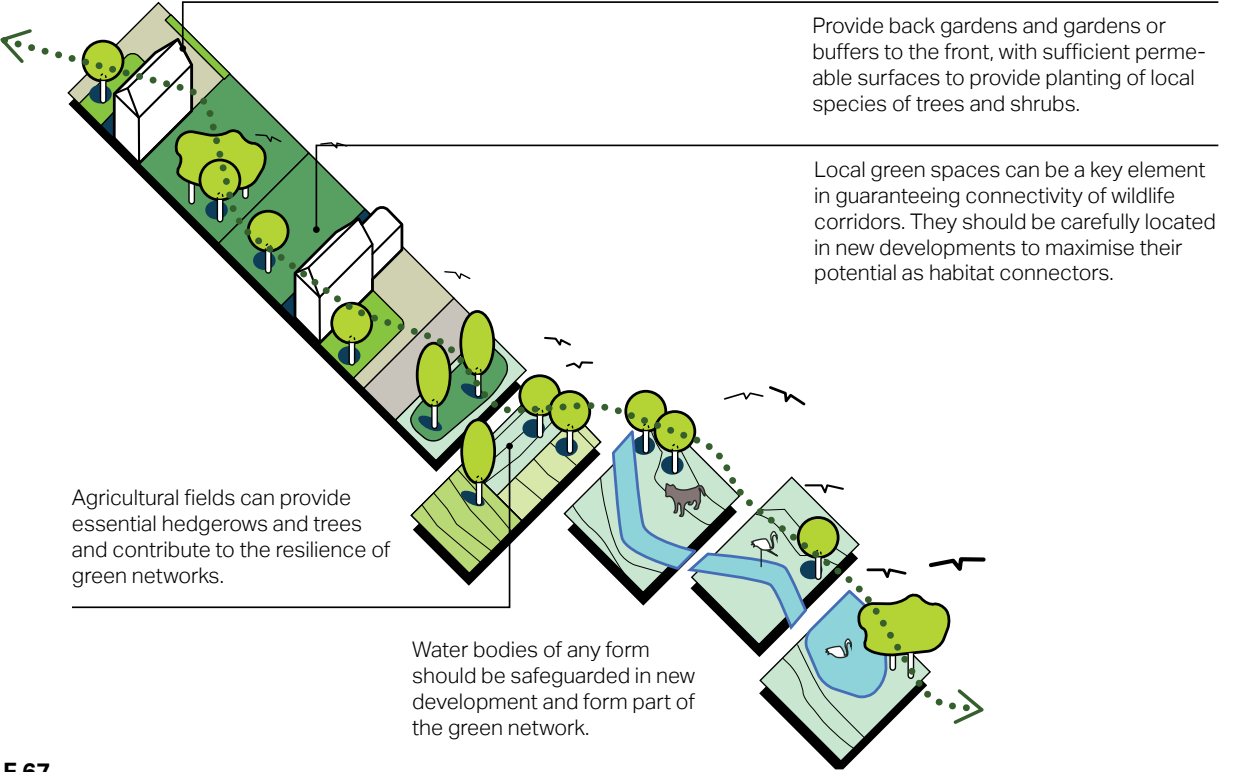 Provide back gardens and gardens or
buffers to the front, with sufficient perme-
able surfaces to provide planting of local
species of trees and shrubs.
Local green spaces can be a key element
in guaranteeing connectivity of wildlife
corridors. They should be carefully located
in new developments to maximise their
potential as habitat connectors.
Agricultural fields can provide
essential hedgerows and trees
and contribute to the resilience of
green networks.
Water bodies of any form
should be safeguarded in new
development and form part of
the green network.
F.67